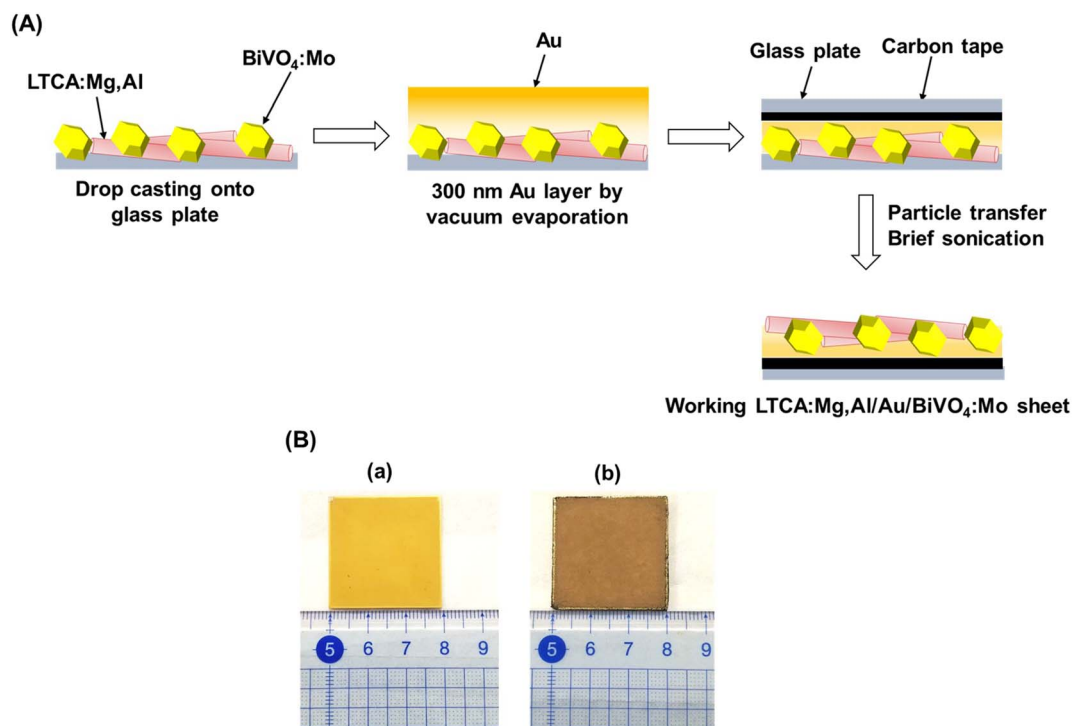 (A)
LTCA:Mg,Al
BiVO₄:Mo
Au
Glass plate
Carbon tape
Drop casting onto
glass plate
300 nm Au layer by
vacuum evaporation
Particle transfer
Brief sonication
Working LTCA:Mg,Al/Au/BiVO₄:Mo sheet
(B)
(a)
(b)
5 6 7 8 9
5 6 7 8 9